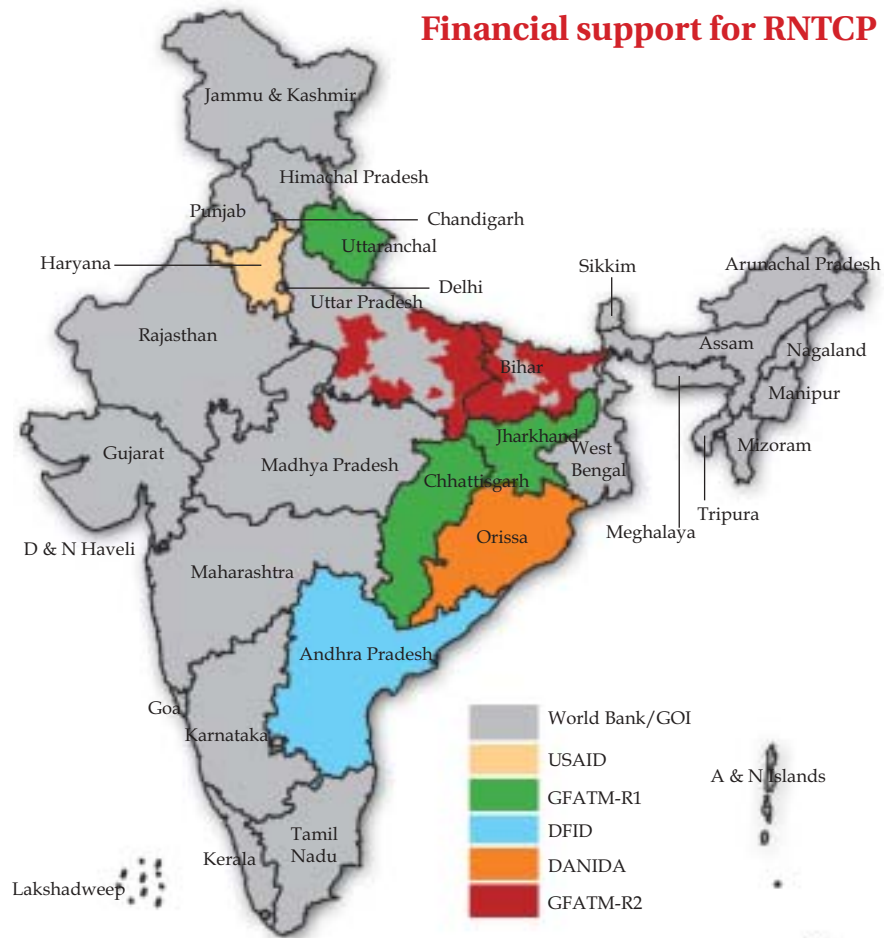 Financial support for RNTCP
Jammu & Kashmir
Himachal Pradesh
Punjab
Chandigarh
Uttaranchal
Haryana
Delhi
Sikkim
Arunachal Pradesh
Uttar Pradesh
Rajasthan
Assam
Nagaland
Bihar
Manipur
Jharkhand
Mizoram
Gujarat
Madhya Pradesh
West
Bengal
Chhattisgarh
Tripura
Meghalaya
Orissa
D & N Haveli
Maharashtra
Andhra Pradesh
Goa
Karnataka
World Bank/GOI
USAID
A & N Islands
GFATM-R1
DFID
Tamil
Nadu
Kerala
DANIDA
Lakshadweep
GFATM-R2